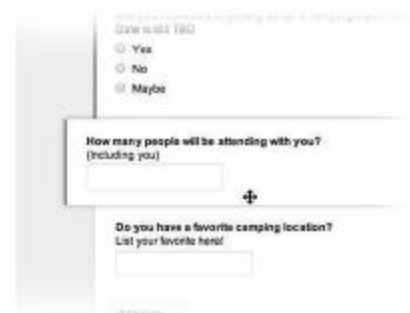 Date is still TBD
Yes
No
Maybe
How many people will be attending with you?
(Including you)
Do you have a favorite camping location?
List your favorite here!